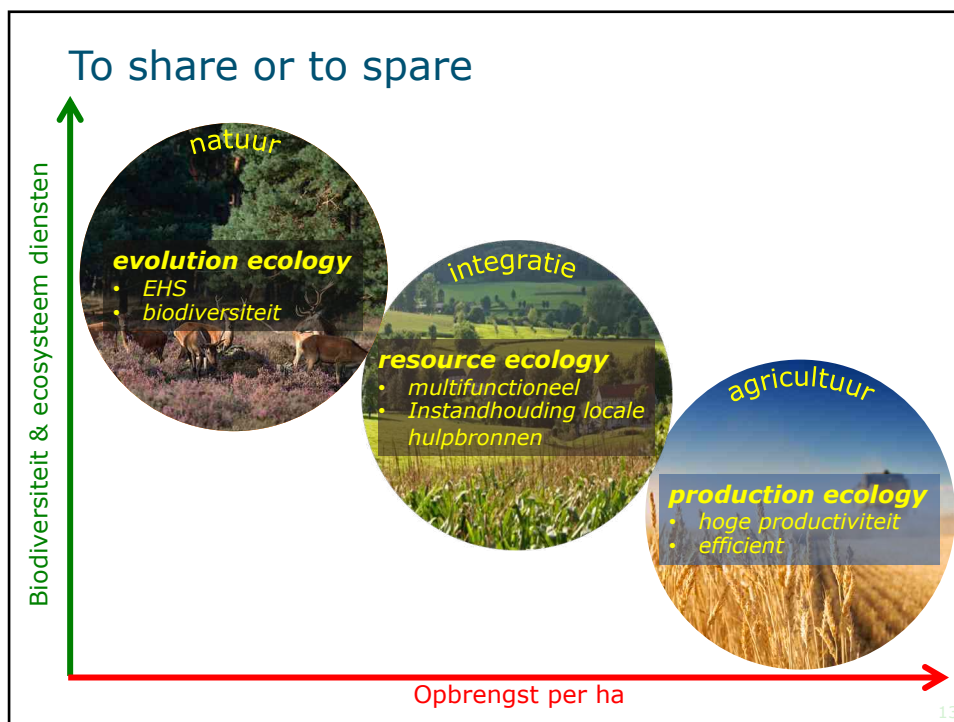 To share or to spare
Biodiversiteit & ecosysteem diensten
natuur
evolution ecology
• EHS
• biodiversiteit
integratie
resource ecology
• multifunctioneel
• Instandhouding locale
hulpbronnen
agricultuur
production ecology
• hoge productiviteit
• efficient
Opbrengst per ha
13